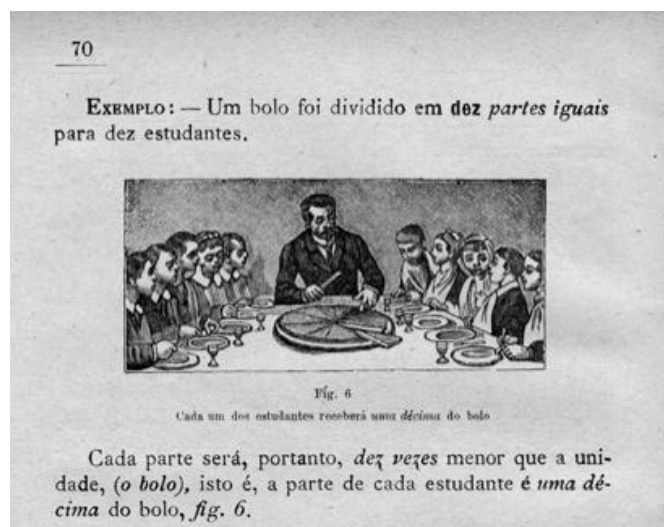 70
EXEMPLO: — Um bolo foi dividido em dez partes iguais
para dez estudantes.
Fíg. 6
Cada um dos estudantes receberá uma décima do bolo
Cada parte será, portanto, dez vezes menor que a uni-
dade, (o bolo), isto é, a parte de cada estudante é uma dé-
cima do bolo, fig. 6.